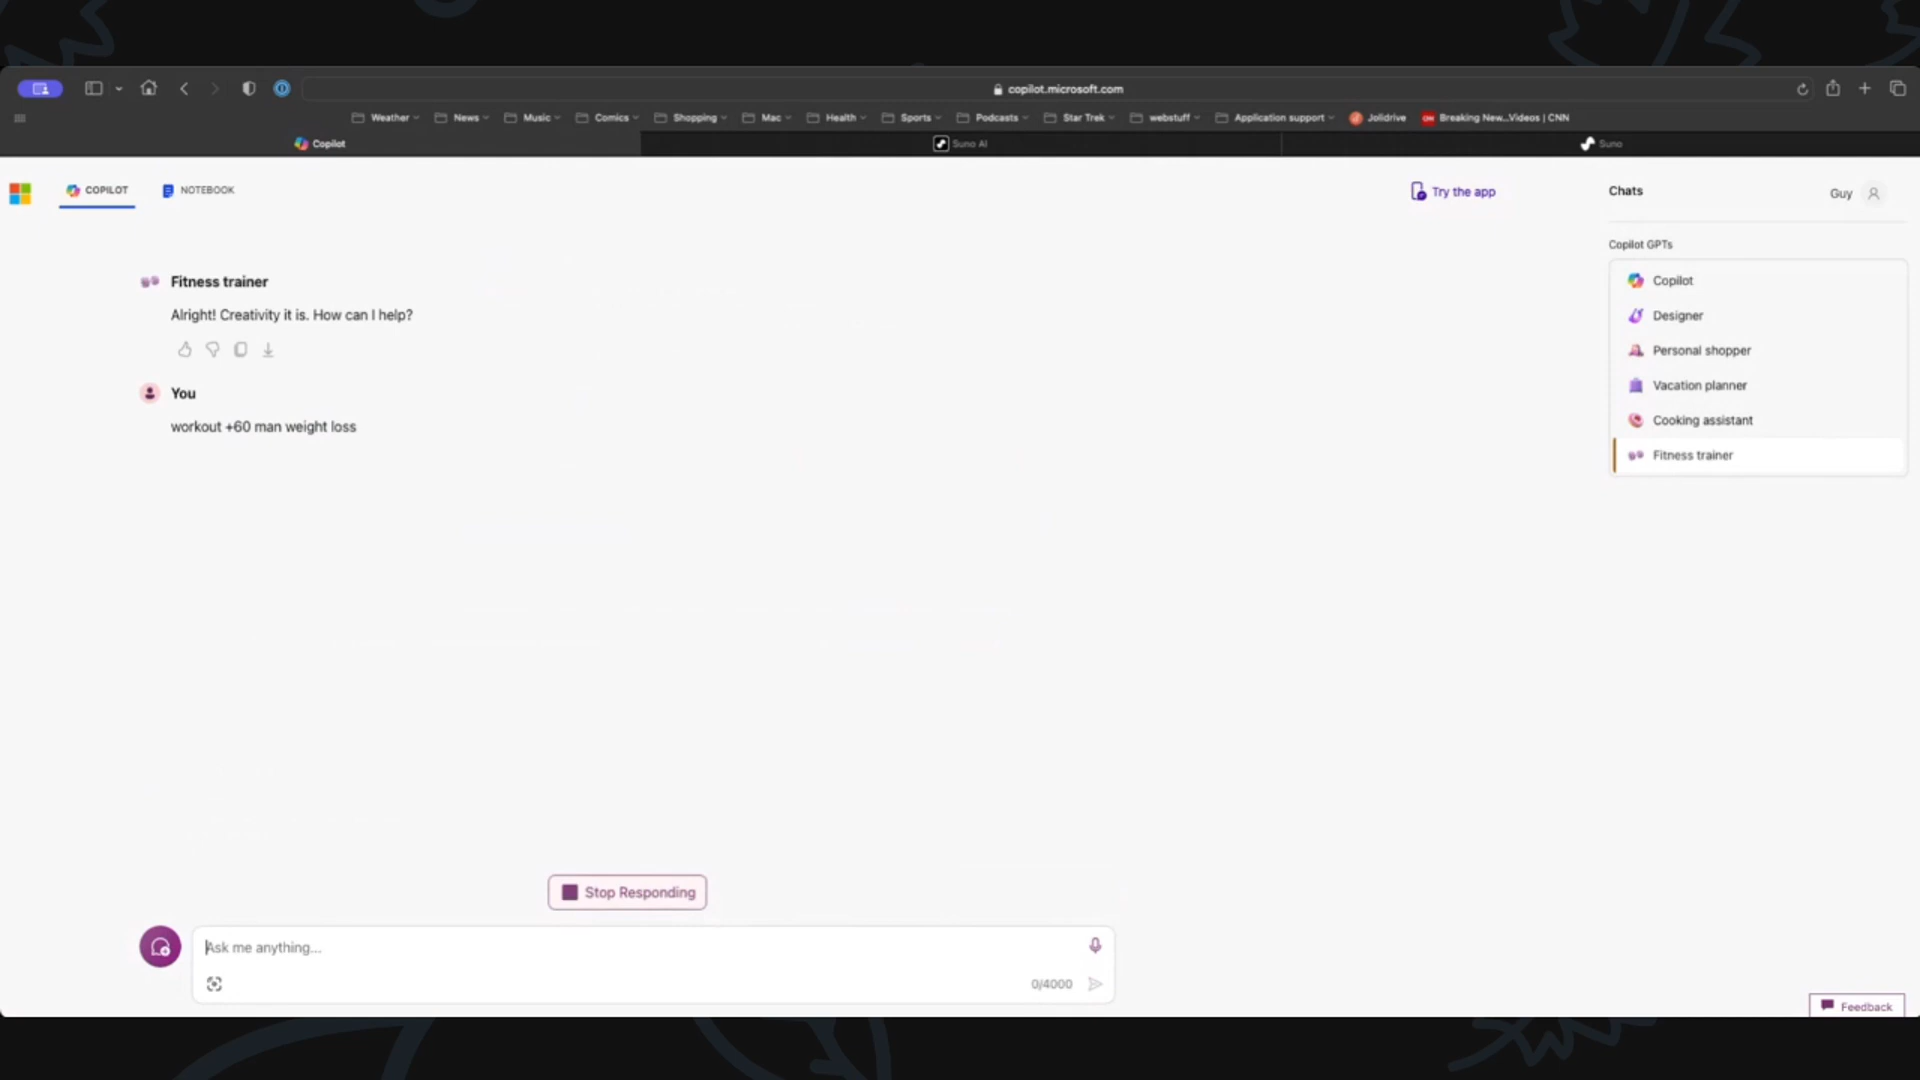 copilot.microsoft.com
Weather News Music Comics Shopping Mac Health Sports Podcasts Star Trek webstuff Application support Jolidrive Breaking New...Videos | CNN
Copilot Suno AI Suno
COPILOT NOTEBOOK Try the app Chats Guy
Copilot GPTs
Copilot
Designer
Personal shopper
Vacation planner
Cooking assistant
Fitness trainer
Fitness trainer
Alright! Creativity it is. How can I help?
You
workout +60 man weight loss
Stop Responding
Ask me anything...
0/4000
Feedback